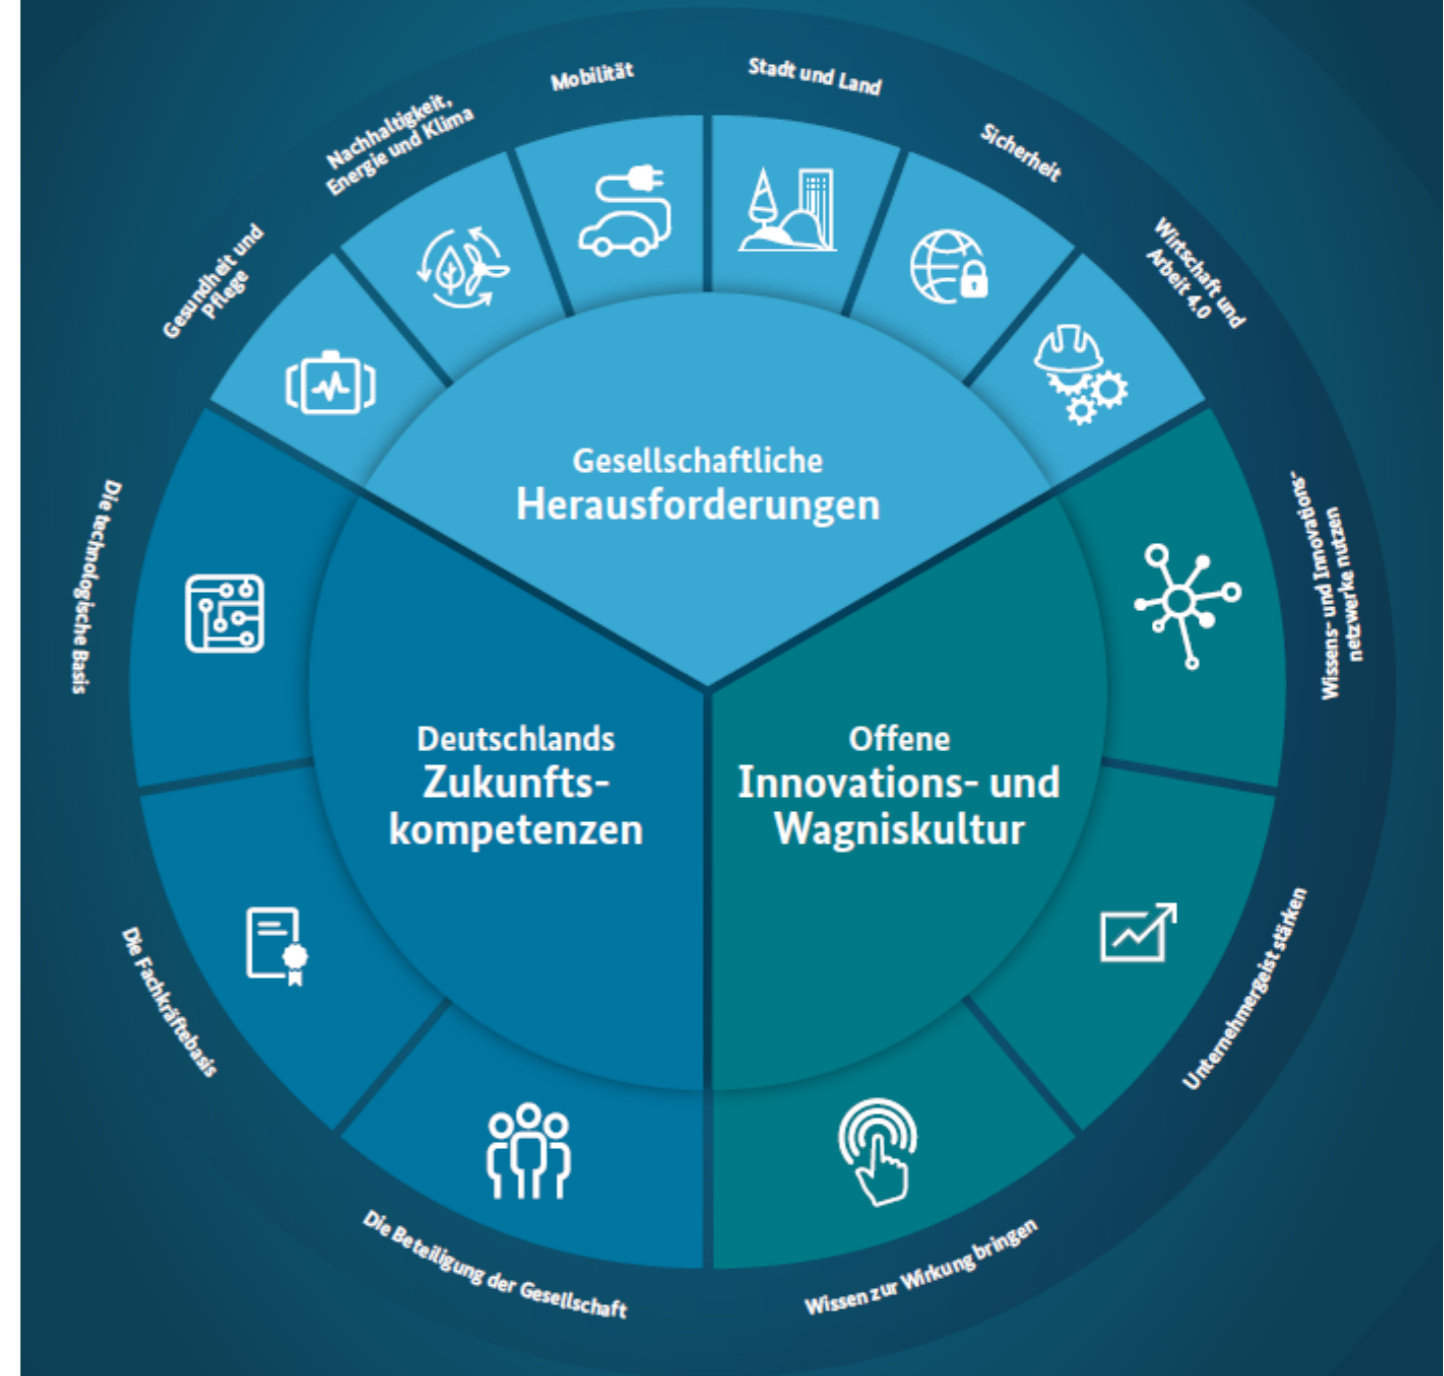 Gesundheit und
Pflege
Nachhaltigkeit,
Energie und Klima
Mobilität
Stadt und Land
Sicherheit
Wirtschaft und
Arbeit 4.0
Gesellschaftliche
Herausforderungen
Die technologische Basis
Die Fachkräftebasis
Die Beteiligung der Gesellschaft
Deutschlands
Zukunfts-
kompetenzen
Offene
Innovations- und
Wagniskultur
Wissens- und Innovations-
netzwerke nutzen
Unternehmergeist stärken
Wissen zur Wirkung bringen